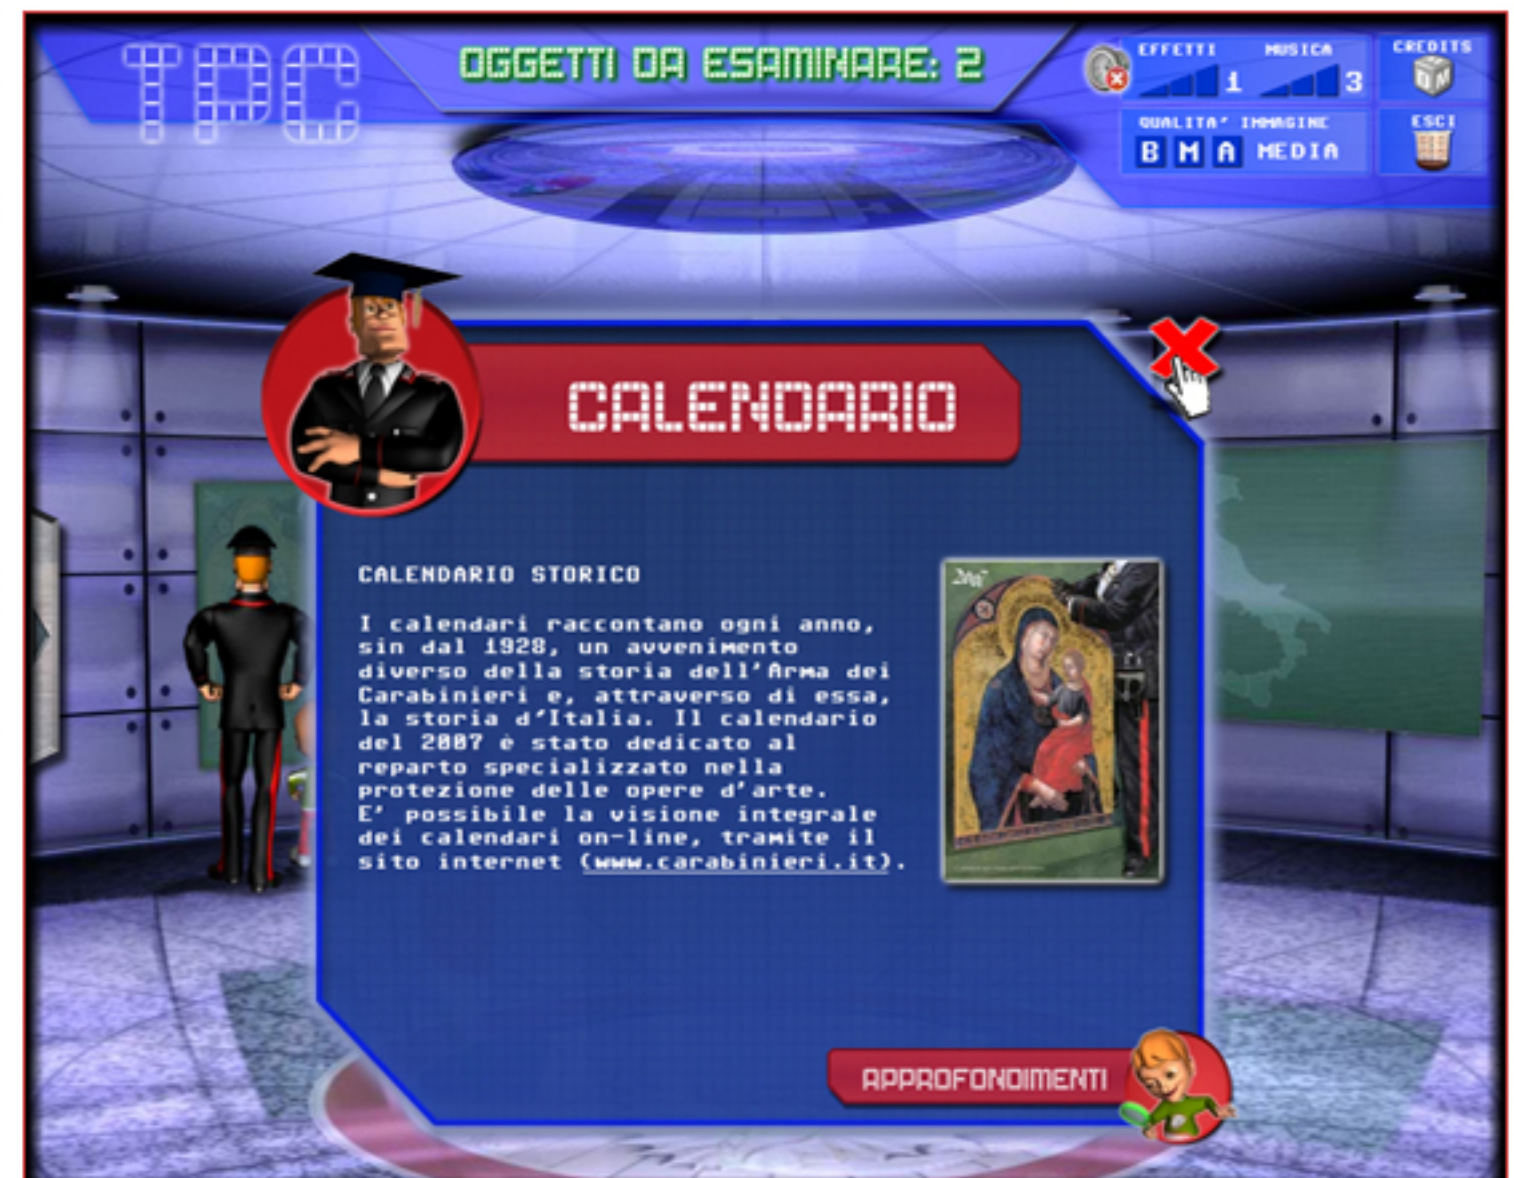 TPC
OGGETTI DA ESAMINARE: 2
EFFETTI
1
MUSICA
3
CREDITS
QUALITA' IMMAGINE
B M A MEDIA
ESCI
CALENDARIO
CALENDARIO STORICO
I calendari raccontano ogni anno,
sin dal 1928, un avvenimento
diverso della storia dell'Arma dei
Carabinieri e, attraverso di essa,
la storia d'Italia. Il calendario
del 2007 è stato dedicato al
reparto specializzato nella
protezione delle opere d'arte.
E' possibile la visione integrale
dei calendari on-line, tramite il
sito internet (www.carabinieri.it).
2007
APPROFONDIMENTI